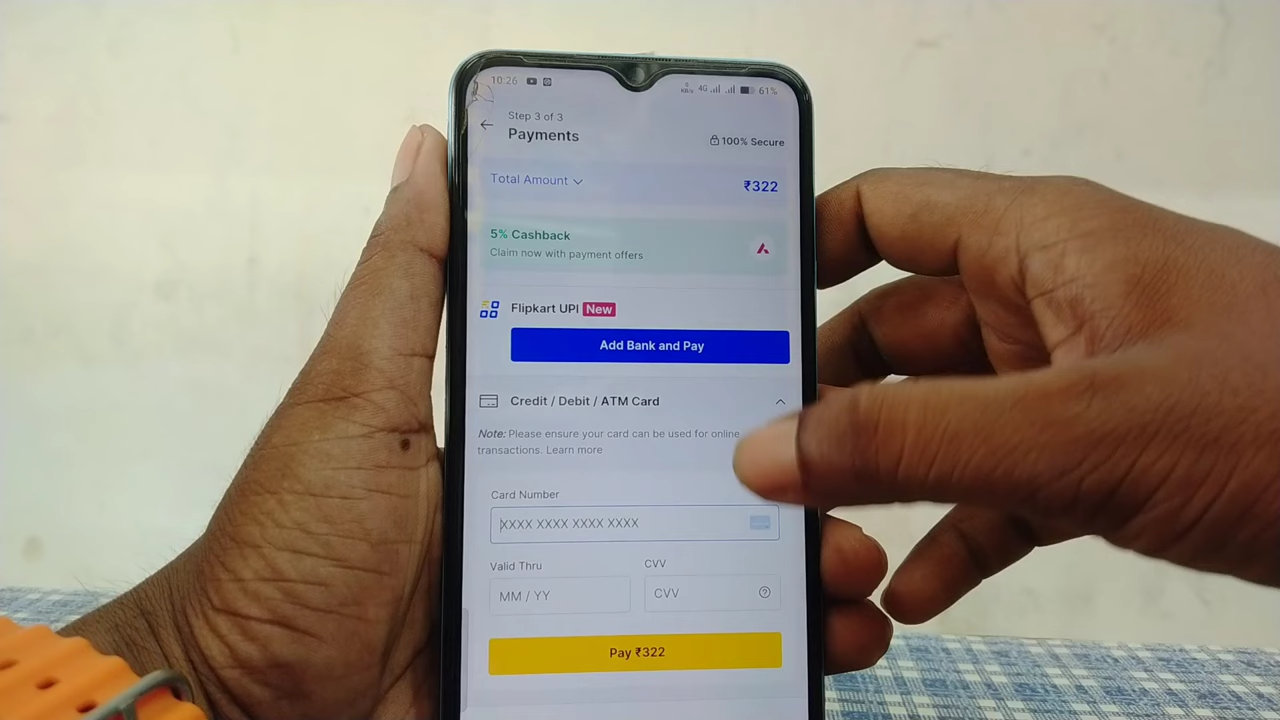 10:26
4G
61%
Step 3 of 3
Payments
100% Secure
Total Amount
₹322
5% Cashback
Claim now with payment offers
Flipkart UPI New
Add Bank and Pay
Credit / Debit / ATM Card
Note: Please ensure your card can be used for online
transactions. Learn more
Card Number
XXXX XXXX XXXX XXXX
Valid Thru
CVV
MM / YY
CVV
Pay ₹322